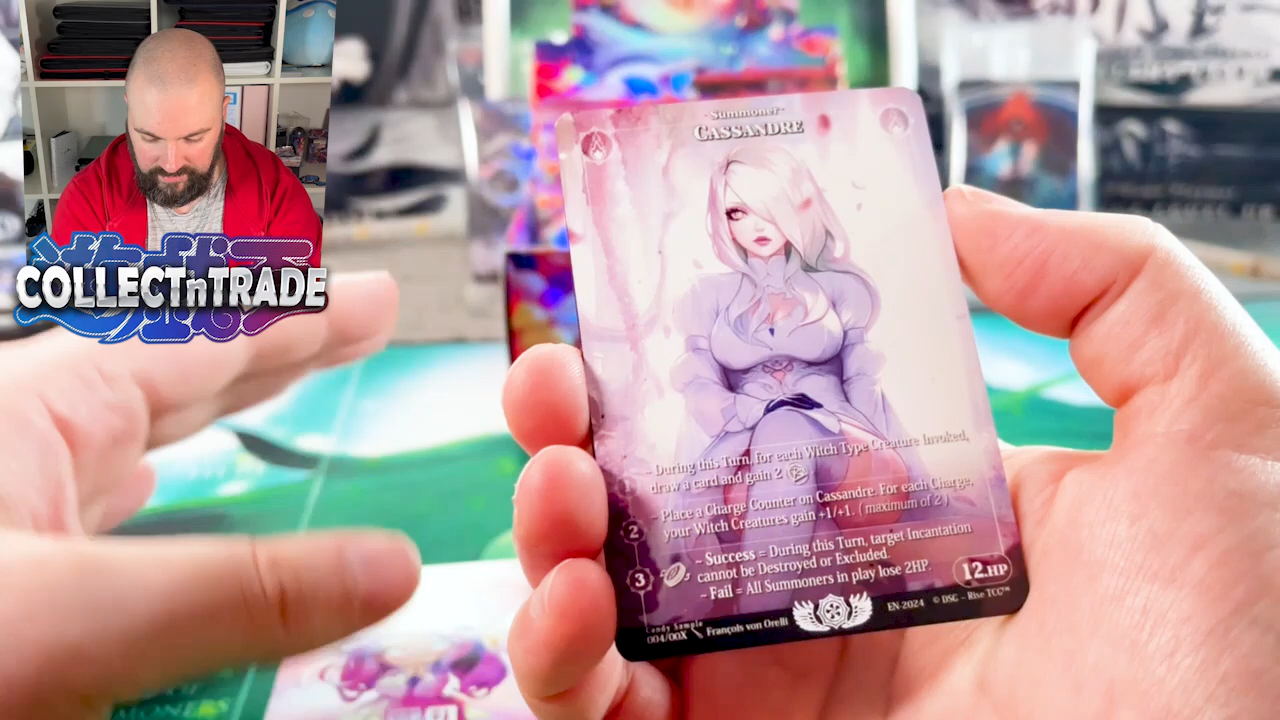 COLLECTnTRADE
- Summoner -
CASSANDRE
~ During this Turn, for each Witch Type Creature Invoked,
draw a card and gain 2
2
~ Place a Charge Counter on Cassandre. For each Charge,
your Witch Creatures gain +1/+1. ( maximum of 2 )
3
~ Success = During this Turn, target Incantation
cannot be Destroyed or Excluded.
~ Fail = All Summoners in play lose 2HP.
12.HP
Candy Sample
004/00X
François von Orelli
EN-2024 © DSG - Rise TCG™